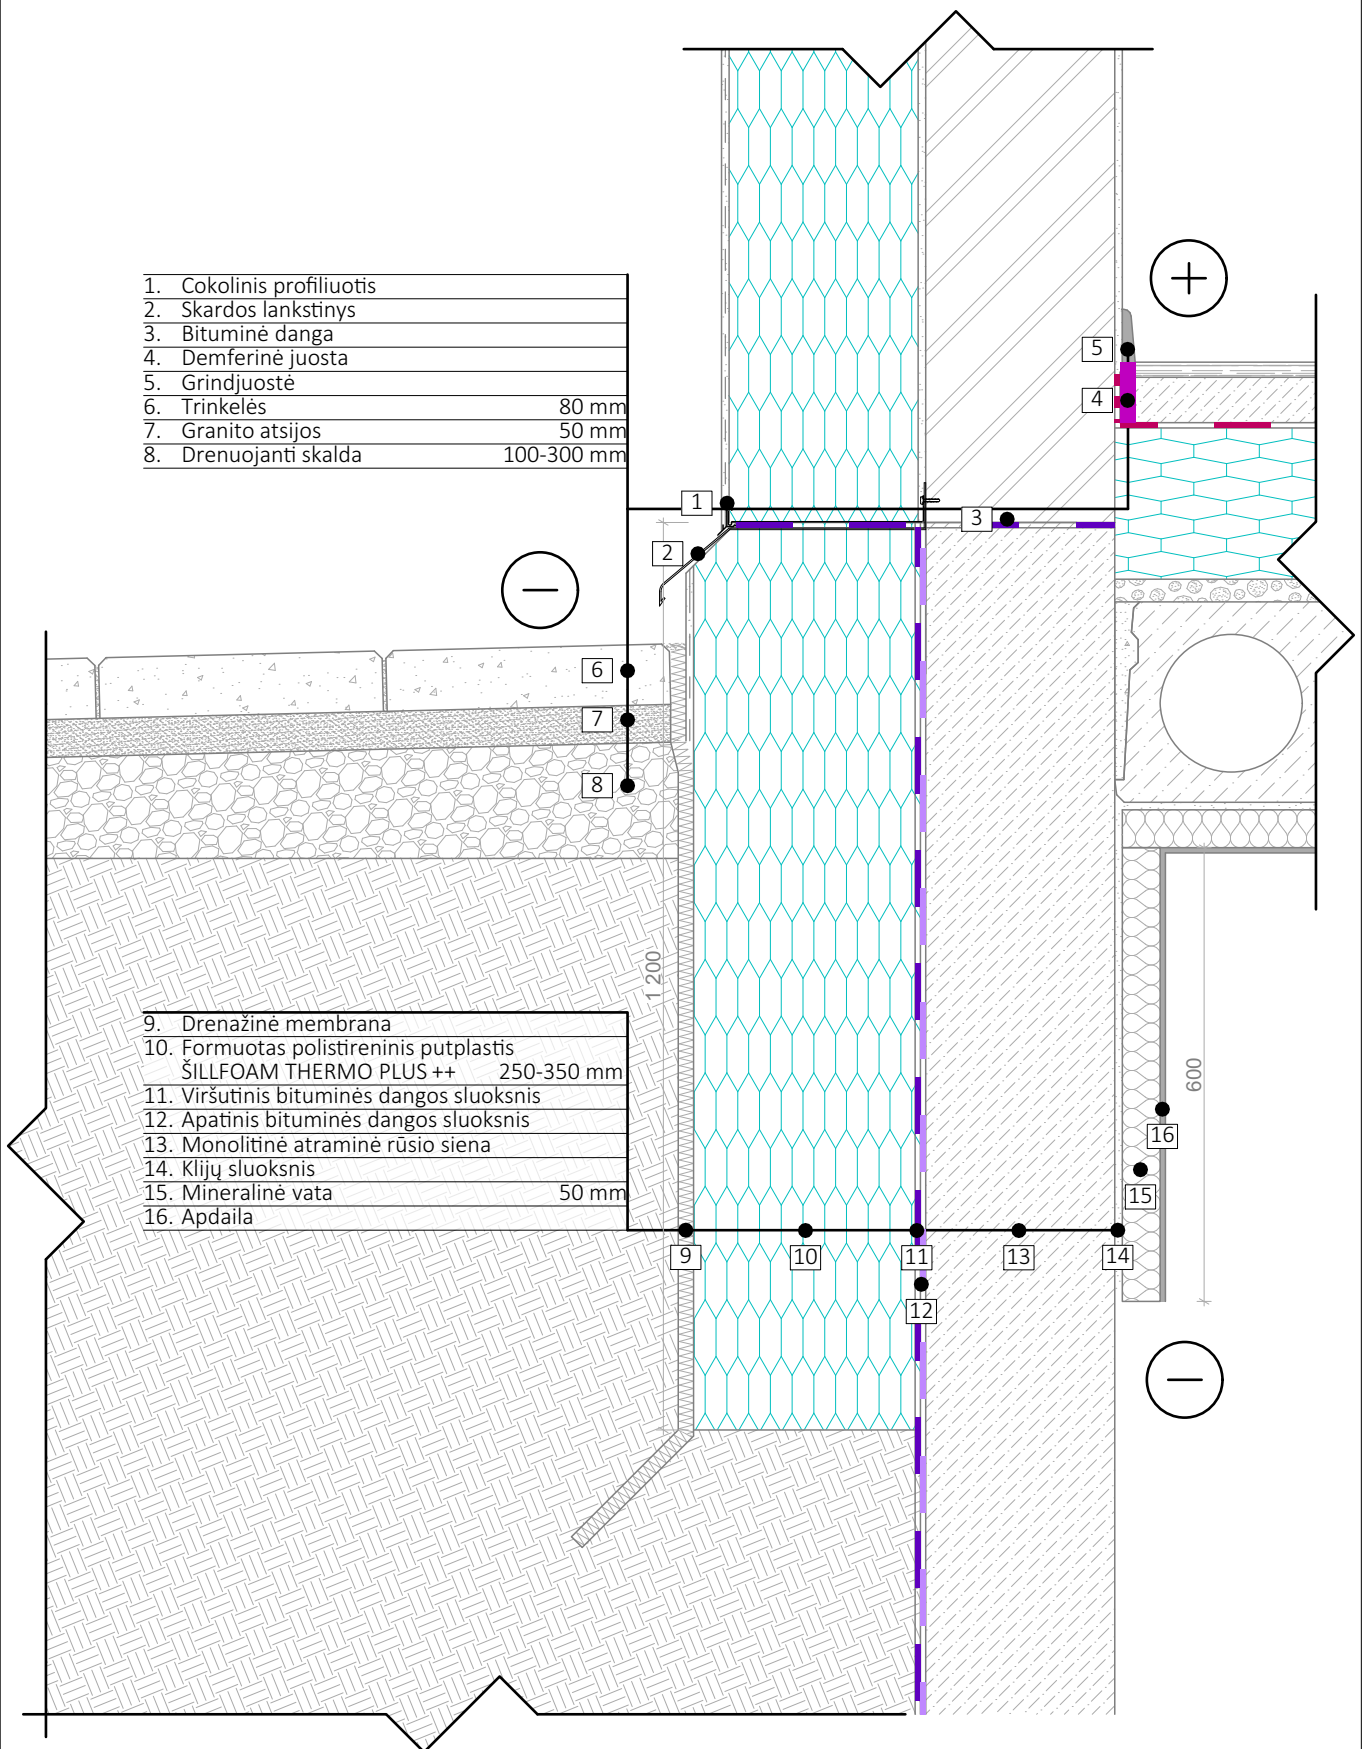 1. Cokolinis profiliuotis
2. Skardos lankstinys
3. Bituminė danga
4. Demferinė juosta
5. Grindjuostė
6. Trinkelės 80 mm
7. Granito atsijos 50 mm
8. Drenuojanti skalda 100-300 mm
+
5
4
1
3
2
−
6
7
8
1 200
9. Drenažinė membrana
10. Formuotas polistireninis putplastis
ŠILLFOAM THERMO PLUS ++ 250-350 mm
11. Viršutinis bituminės dangos sluoksnis
12. Apatinis bituminės dangos sluoksnis
13. Monolitinė atraminė rūsio siena
14. Klijų sluoksnis
15. Mineralinė vata 50 mm
16. Apdaila
600
16
15
9
10
11
13
14
12
−